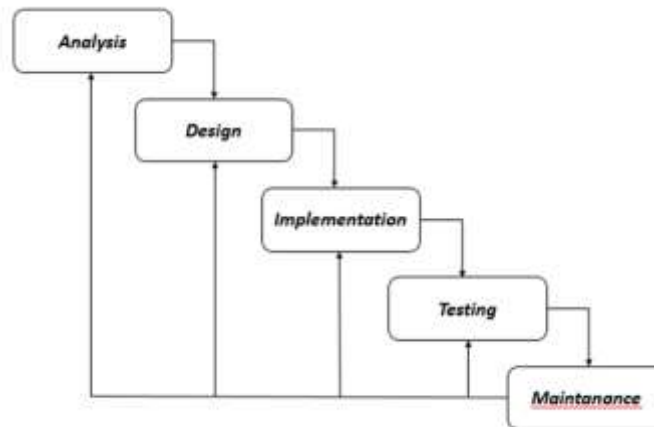 Analysis
Design
Implementation
Testing
Maintanance